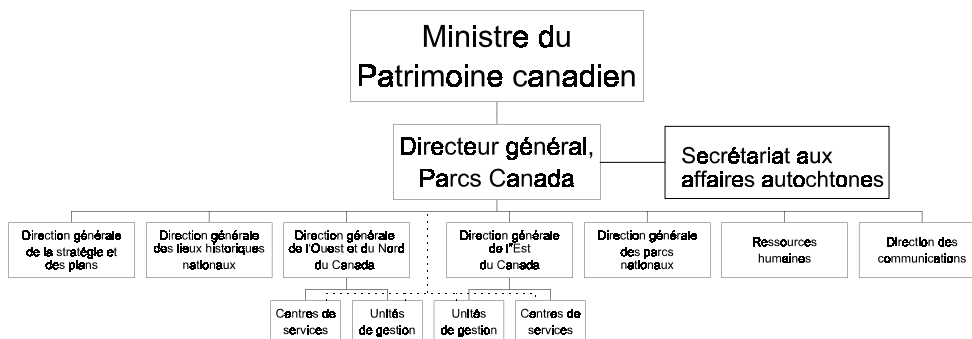 Ministre du
Patrimoine canadien
Directeur général,
Parcs Canada
Secrétariat aux
affaires autochtones
Direction générale
de la stratégie et
des plans
Direction générale
des lieux historiques
nationaux
Direction générale
de l'Ouest et du Nord
du Canada
Direction générale
de l'Est
du Canada
Direction générale
des parcs
nationaux
Ressources
humaines
Direction des
communications
Centres de
services
Unités
de gestion
Unités
de gestion
Centres de
services